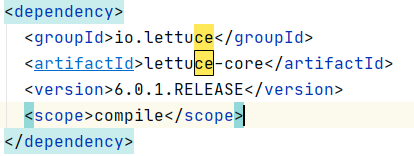 <dependency>
<groupId>io.lettuce</groupId>
<artifactId>lettuce-core</artifactId>
<version>6.0.1.RELEASE</version>
<scope>compile</scope>
</dependency>